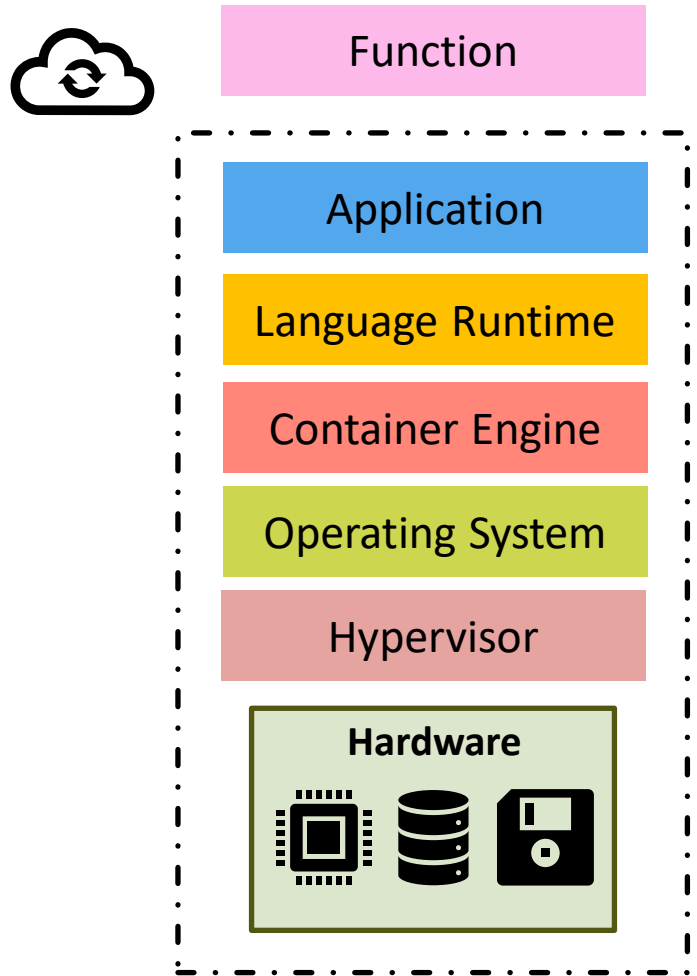 Function
Application
Language Runtime
Container Engine
Operating System
Hypervisor
Hardware